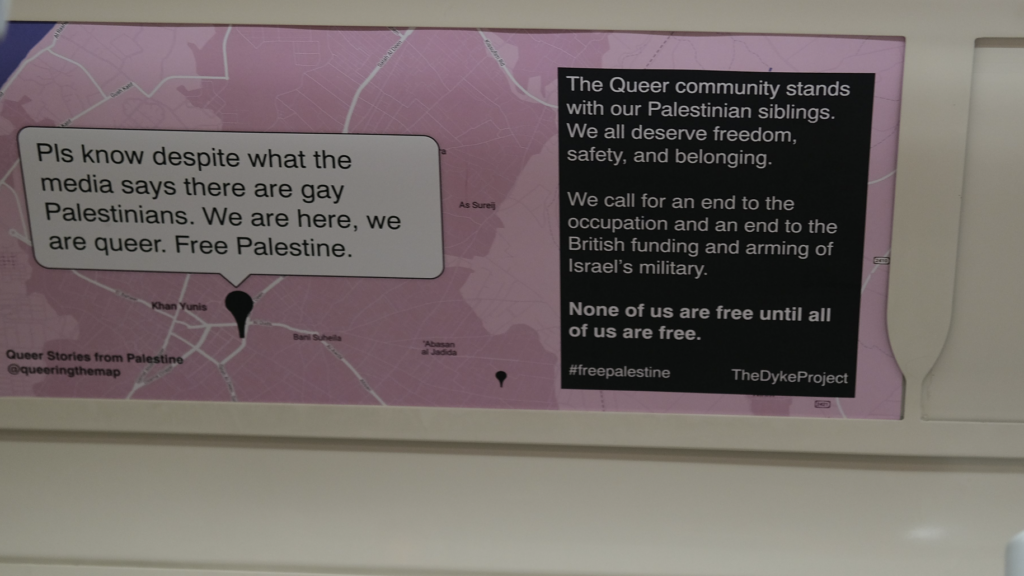 Pls know despite what the
media says there are gay
Palestinians. We are here, we
are queer. Free Palestine.
As Sureij
Khan Yunis
Bani Suheila
'Abasan
al Jadida
Queer Stories from Palestine
@queeringthemap
The Queer community stands
with our Palestinian siblings.
We all deserve freedom,
safety, and belonging.
We call for an end to the
occupation and an end to the
British funding and arming of
Israel's military.
None of us are free until all
of us are free.
#freepalestine
TheDykeProject